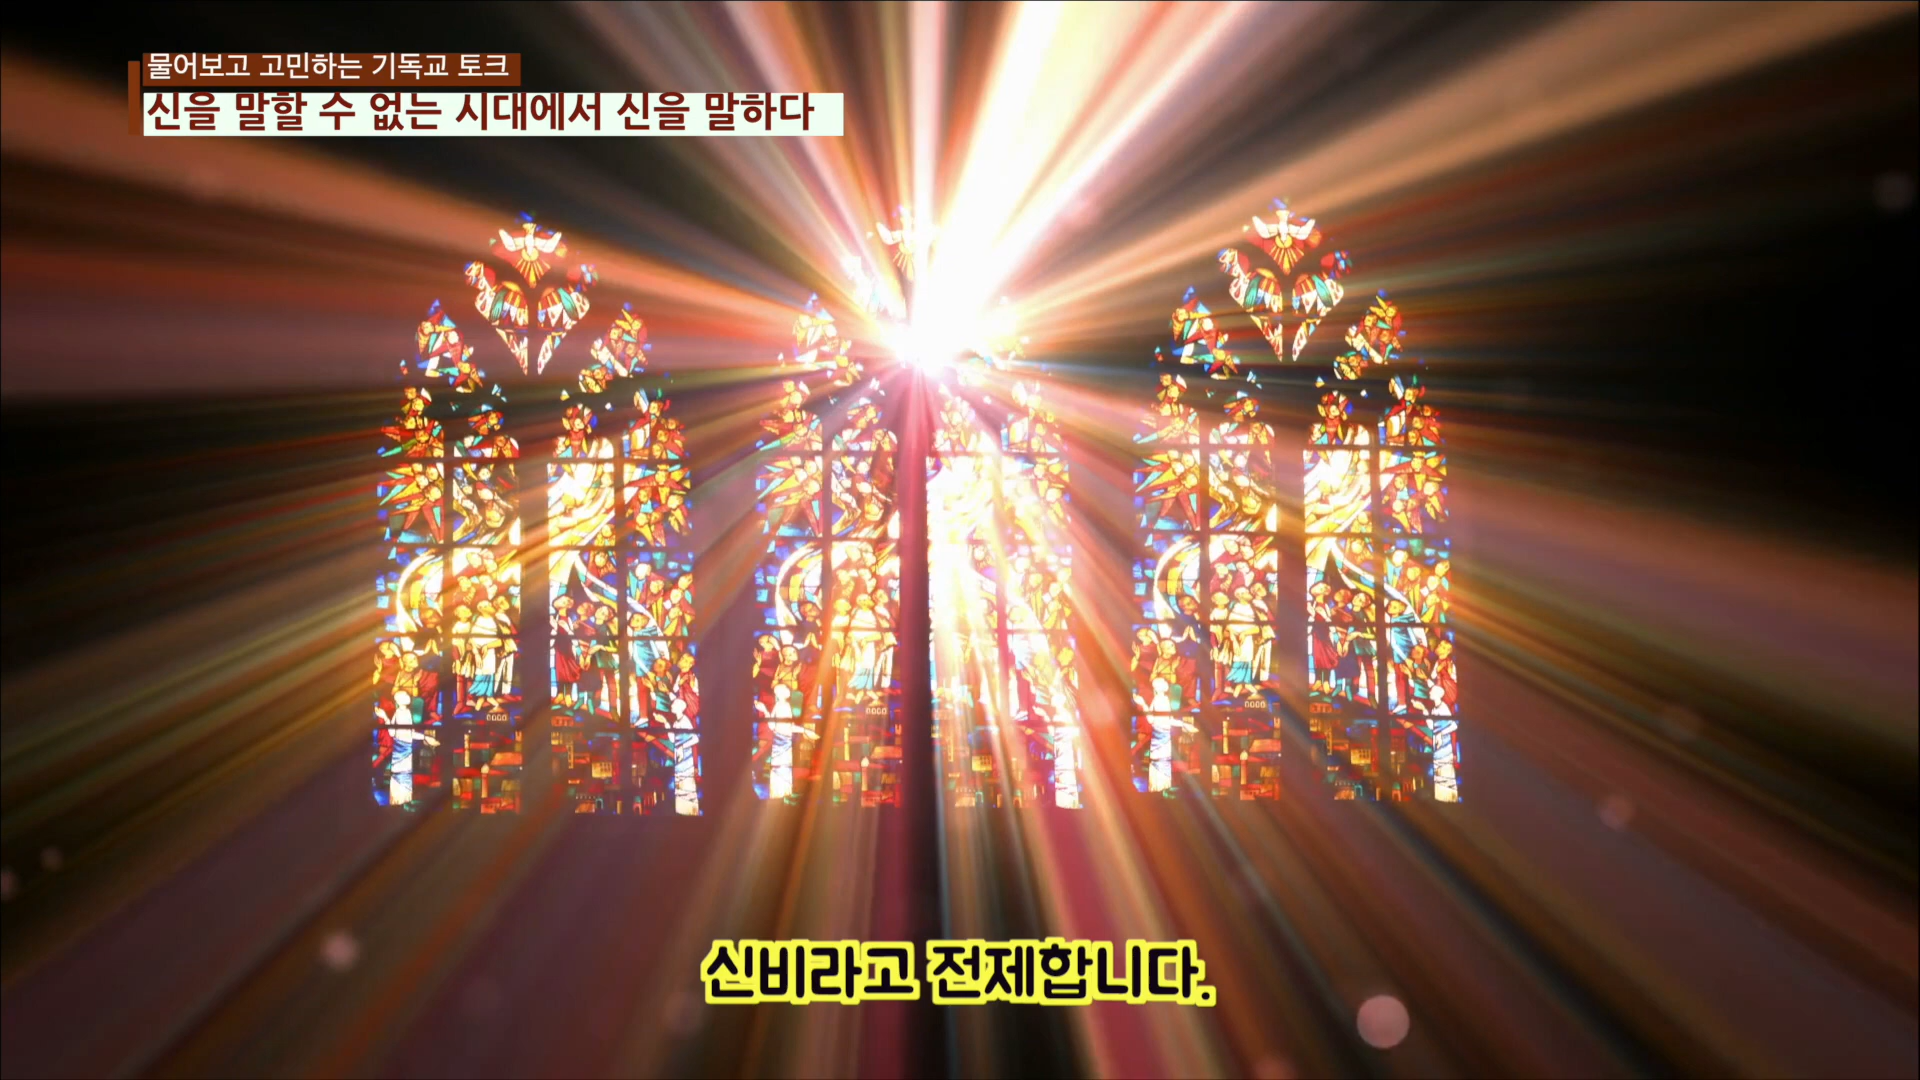 물어보고 고민하는 기독교 토크
신을 말할 수 없는 시대에서 신을 말하다
신비라고 전제합니다.